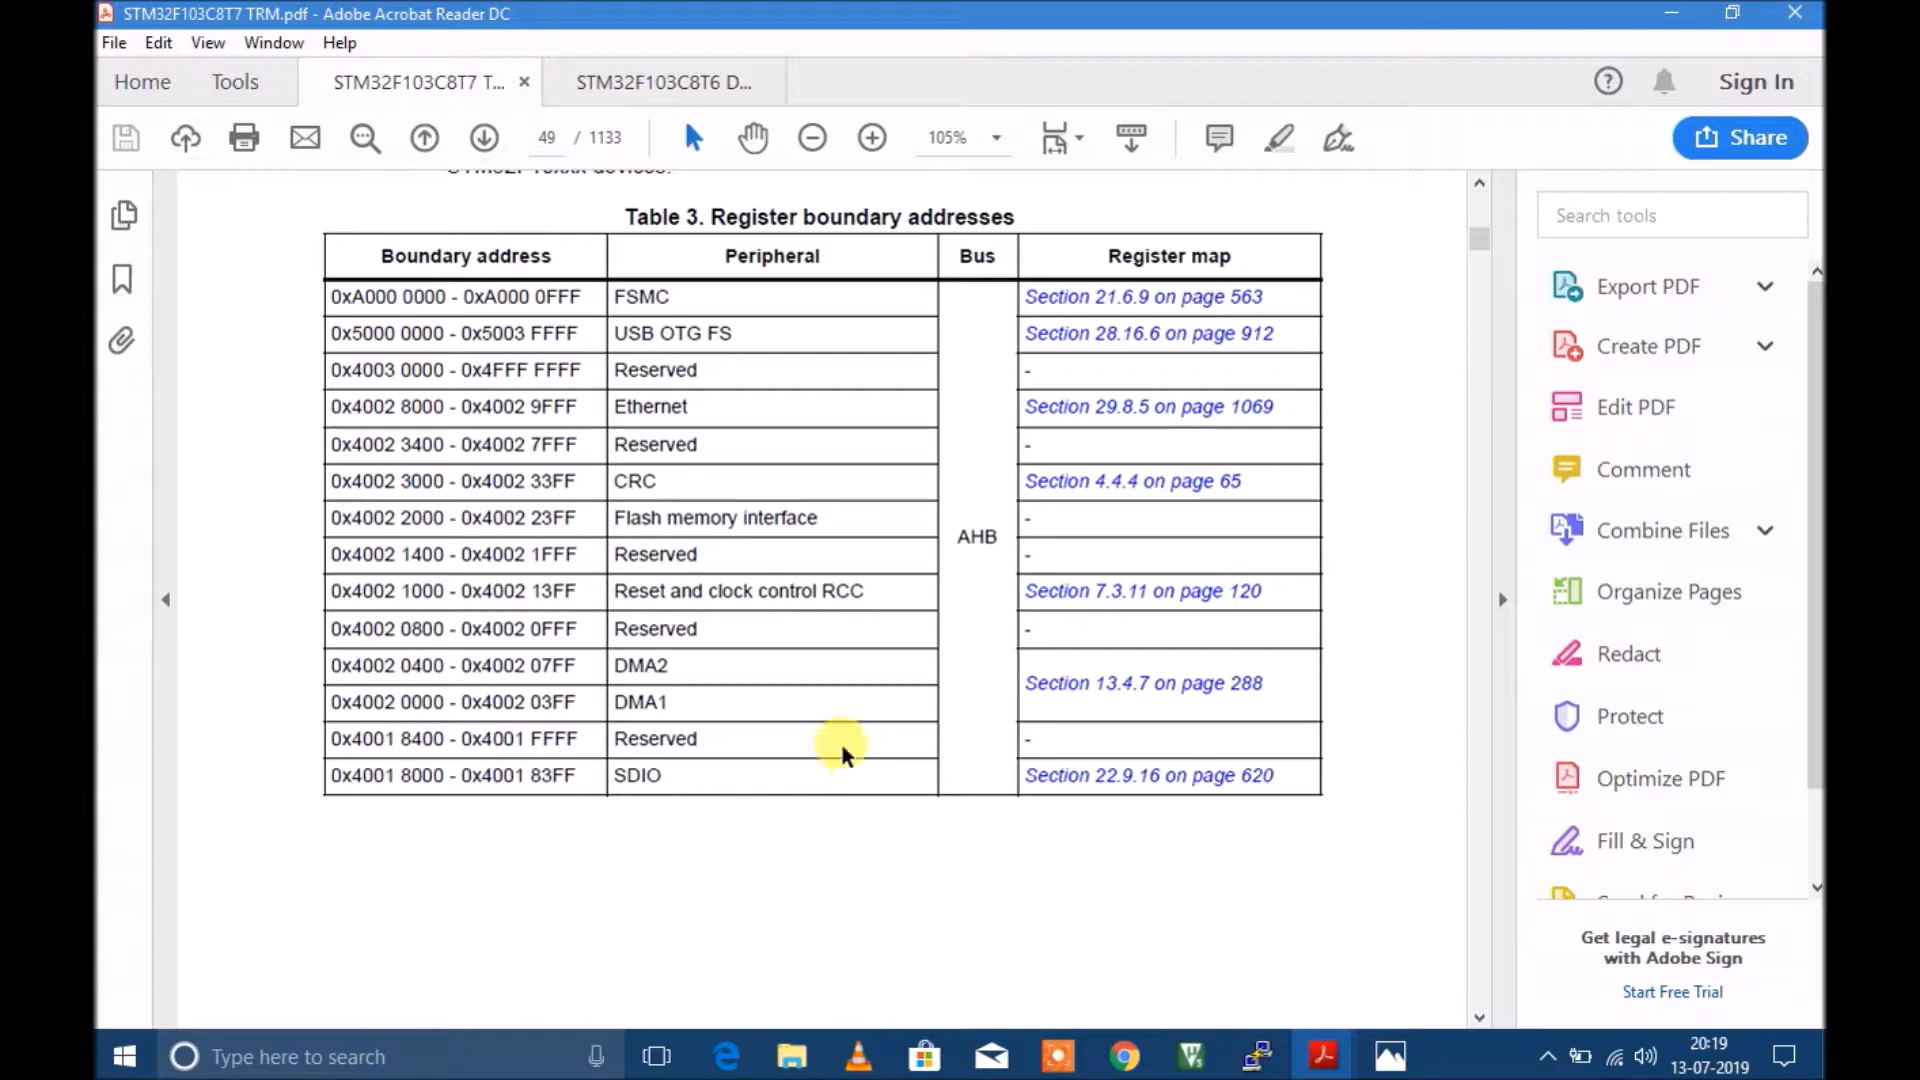 STM32F103C8T7 TRM.pdf - Adobe Acrobat Reader DC
File Edit View Window Help
Home Tools STM32F103C8T7 T... × STM32F103C8T6 D... Sign In
49 / 1133 105% Share
STM32F10xxx devices.
Table 3. Register boundary addresses
Boundary address Peripheral Bus Register map
0xA000 0000 - 0xA000 0FFF FSMC Section 21.6.9 on page 563
0x5000 0000 - 0x5003 FFFF USB OTG FS Section 28.16.6 on page 912
0x4003 0000 - 0x4FFF FFFF Reserved -
0x4002 8000 - 0x4002 9FFF Ethernet Section 29.8.5 on page 1069
0x4002 3400 - 0x4002 7FFF Reserved -
0x4002 3000 - 0x4002 33FF CRC Section 4.4.4 on page 65
0x4002 2000 - 0x4002 23FF Flash memory interface -
AHB
0x4002 1400 - 0x4002 1FFF Reserved -
0x4002 1000 - 0x4002 13FF Reset and clock control RCC Section 7.3.11 on page 120
0x4002 0800 - 0x4002 0FFF Reserved -
0x4002 0400 - 0x4002 07FF DMA2
Section 13.4.7 on page 288
0x4002 0000 - 0x4002 03FF DMA1
0x4001 8400 - 0x4001 FFFF Reserved -
0x4001 8000 - 0x4001 83FF SDIO Section 22.9.16 on page 620
Search tools
Export PDF
Create PDF
Edit PDF
Comment
Combine Files
Organize Pages
Redact
Protect
Optimize PDF
Fill & Sign
Get legal e-signatures
with Adobe Sign
Start Free Trial
Type here to search
20:19
13-07-2019